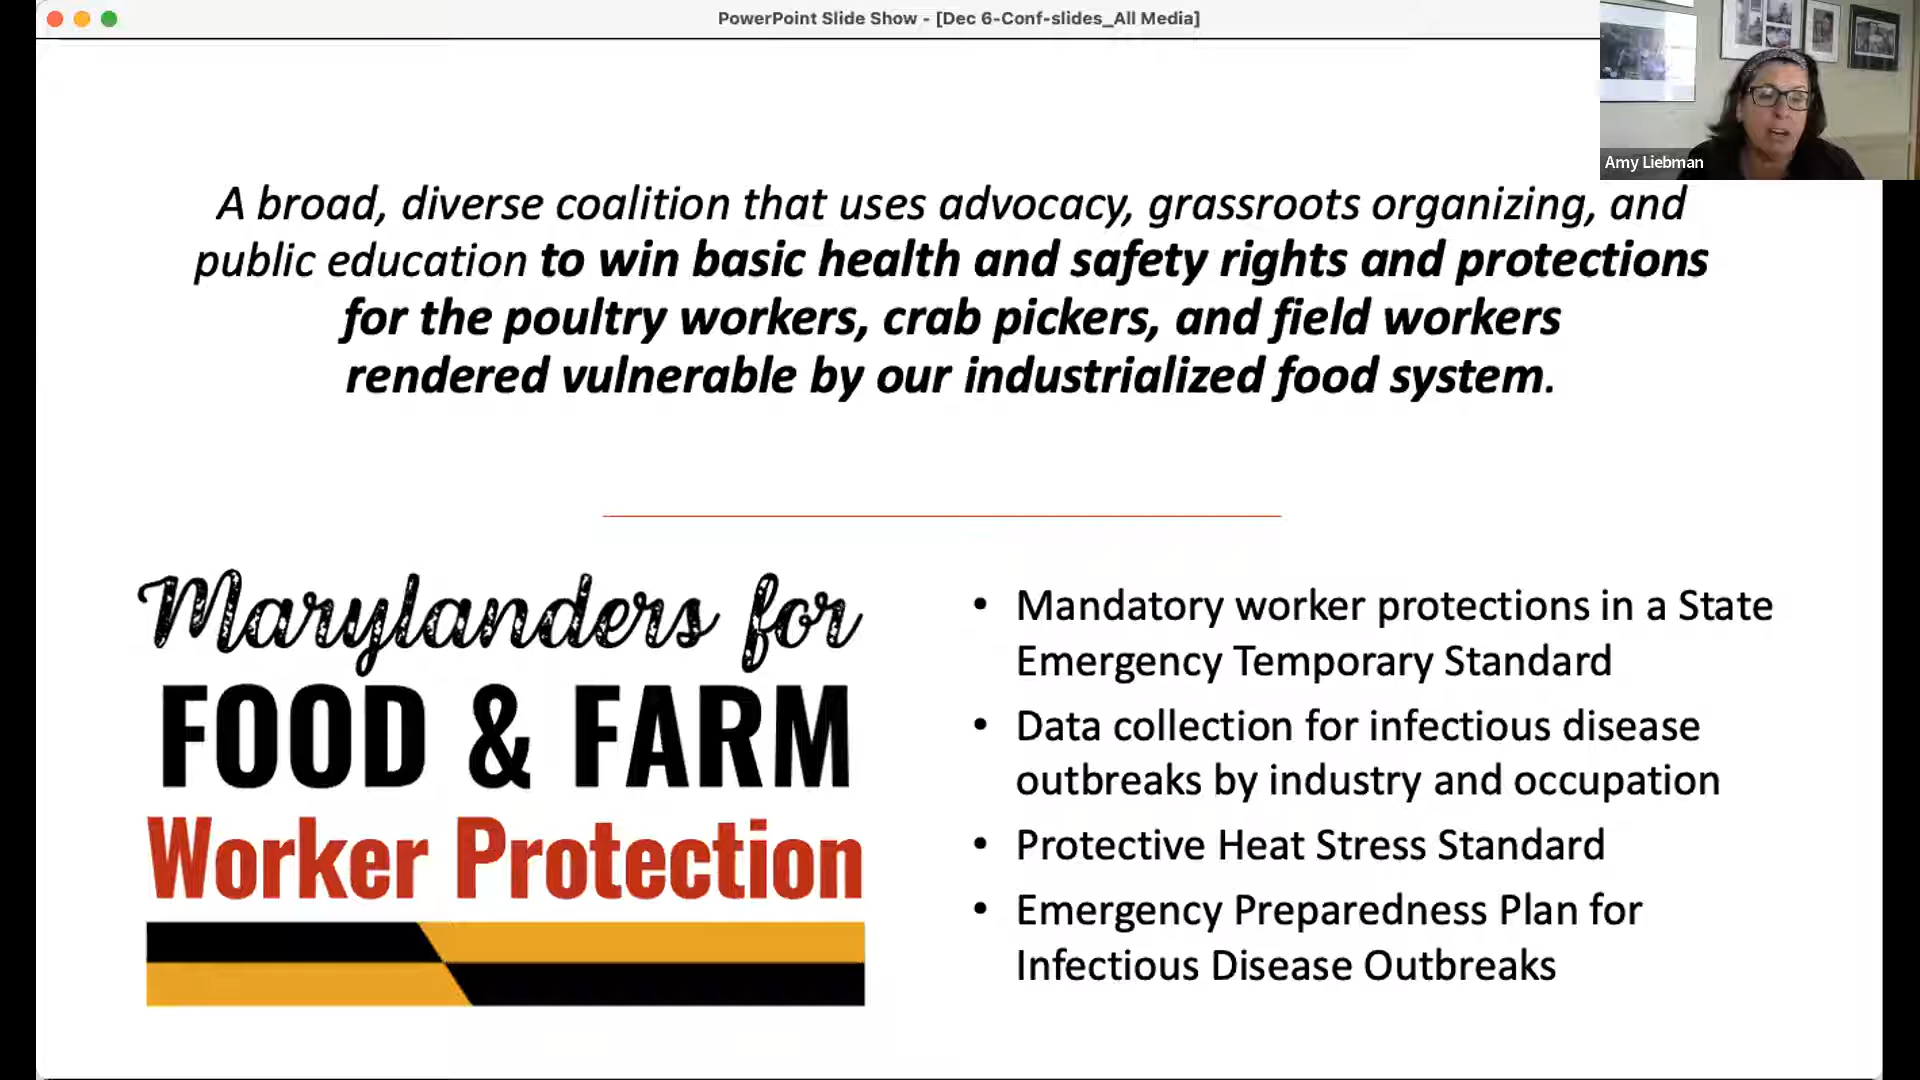 PowerPoint Slide Show - [Dec 6-Conf-slides_All Media]
Amy Liebman
A broad, diverse coalition that uses advocacy, grassroots organizing, and
public education to win basic health and safety rights and protections
for the poultry workers, crab pickers, and field workers
rendered vulnerable by our industrialized food system.
Marylanders for
FOOD & FARM
Worker Protection
• Mandatory worker protections in a State
Emergency Temporary Standard
• Data collection for infectious disease
outbreaks by industry and occupation
• Protective Heat Stress Standard
• Emergency Preparedness Plan for
Infectious Disease Outbreaks